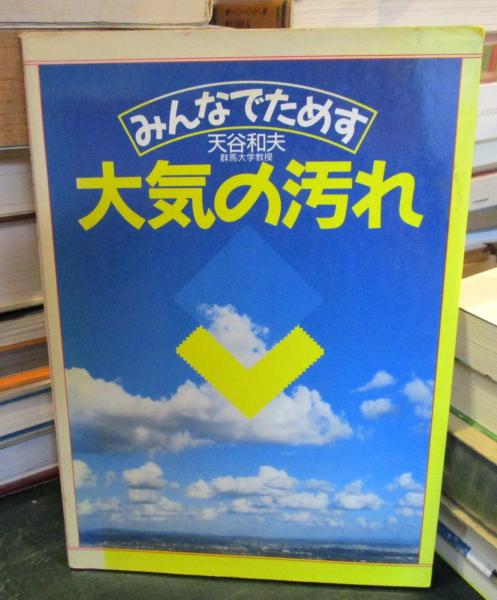 みんなでためす
天谷和夫
群馬大学教授
大気の汚れ